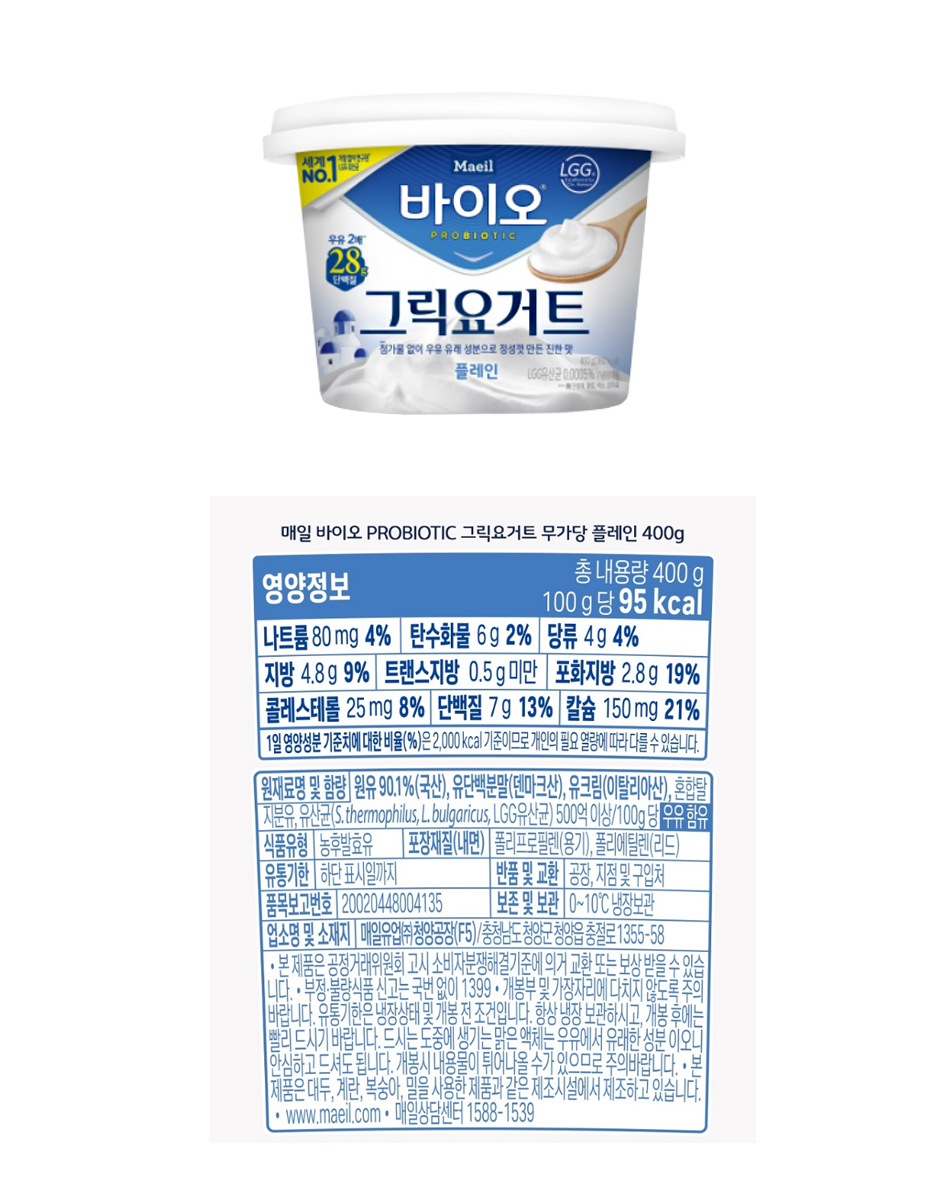 세계
NO.1
Maeil
LGG
바이오
PROBIOTIC
우유 2배
28g
단백질
그릭요거트
첨가물 없이 우유 유래 성분으로 정성껏 만든 진한 맛
플레인
LGG유산균 0.0005%
매일 바이오 PROBIOTIC 그릭요거트 무가당 플레인 400g
영양정보
총 내용량 400 g
100 g 당 95 kcal
나트륨 80 mg 4% 탄수화물 6 g 2% 당류 4 g 4%
지방 4.8 g 9% 트랜스지방 0.5 g 미만 포화지방 2.8 g 19%
콜레스테롤 25 mg 8% 단백질 7 g 13% 칼슘 150 mg 21%
1일 영양성분 기준치에 대한 비율(%)은 2,000 kcal 기준이므로 개인의 필요 열량에 따라 다를 수 있습니다.
원재료명 및 함량 원유 90.1%(국산), 유단백분말(덴마크산), 유크림(이탈리아산), 혼합탈
지분유, 유산균(S. thermophilus, L. bulgaricus, LGG유산균) 500억 이상/100g 당 우유 함유
식품유형 농후발효유 포장재질(내면) 폴리프로필렌(용기), 폴리에틸렌(리드)
유통기한 하단 표시일까지 반품 및 교환 공장, 지점 및 구입처
품목보고번호 20020448004135 보존 및 보관 0~10℃ 냉장보관
업소명 및 소재지 매일유업㈜ 청양공장(F5)/충청남도 청양군 청양읍 충절로 1355-58
• 본 제품은 공정거래위원회 고시 소비자분쟁해결기준에 의거 교환 또는 보상 받을 수 있습
니다. • 부정·불량식품 신고는 국번 없이 1399 • 개봉부 및 가장자리에 다치지 않도록 주의
바랍니다. 유통기한은 냉장상태 및 개봉 전 조건입니다. 항상 냉장 보관하시고, 개봉 후에는
빨리 드시기 바랍니다. 드시는 도중에 생기는 맑은 액체는 우유에서 유래한 성분 이오니
안심하고 드셔도 됩니다. 개봉시 내용물이 튀어나올 수가 있으므로 주의바랍니다. • 본
제품은 대두, 계란, 복숭아, 밀을 사용한 제품과 같은 제조시설에서 제조하고 있습니다.
• www.maeil.com • 매일상담센터 1588-1539